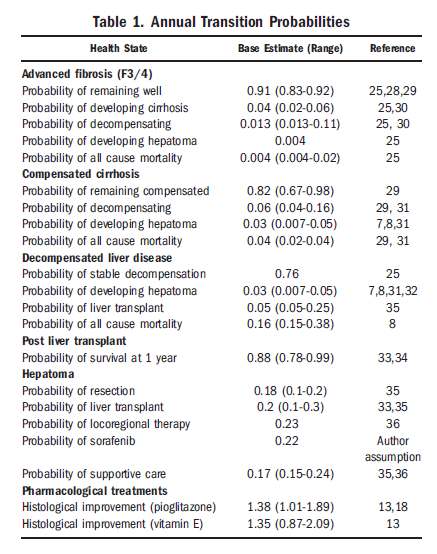 Table 1. Annual Transition Probabilities
Health State Base Estimate (Range) Reference
Advanced fibrosis (F3/4)
Probability of remaining well 0.91 (0.83-0.92) 25,28,29
Probability of developing cirrhosis 0.04 (0.02-0.06) 25,30
Probability of decompensating 0.013 (0.013-0.11) 25, 30
Probability of developing hepatoma 0.004 25
Probability of all cause mortality 0.004 (0.004-0.02) 25
Compensated cirrhosis
Probability of remaining compensated 0.82 (0.67-0.98) 29
Probability of decompensating 0.06 (0.04-0.16) 29, 31
Probability of developing hepatoma 0.03 (0.007-0.05) 7,8,31
Probability of all cause mortality 0.04 (0.02-0.04) 29, 31
Decompensated liver disease
Probability of stable decompensation 0.76 25
Probability of developing hepatoma 0.03 (0.007-0.05) 7,8,31,32
Probability of liver transplant 0.05 (0.05-0.25) 35
Probability of all cause mortality 0.16 (0.15-0.38) 8
Post liver transplant
Probability of survival at 1 year 0.88 (0.78-0.99) 33,34
Hepatoma
Probability of resection 0.18 (0.1-0.2) 35
Probability of liver transplant 0.2 (0.1-0.3) 33,35
Probability of locoregional therapy 0.23 36
Probability of sorafenib 0.22 Author
assumption
Probability of supportive care 0.17 (0.15-0.24) 35,36
Pharmacological treatments
Histological improvement (pioglitazone) 1.38 (1.01-1.89) 13,18
Histological improvement (vitamin E) 1.35 (0.87-2.09) 13